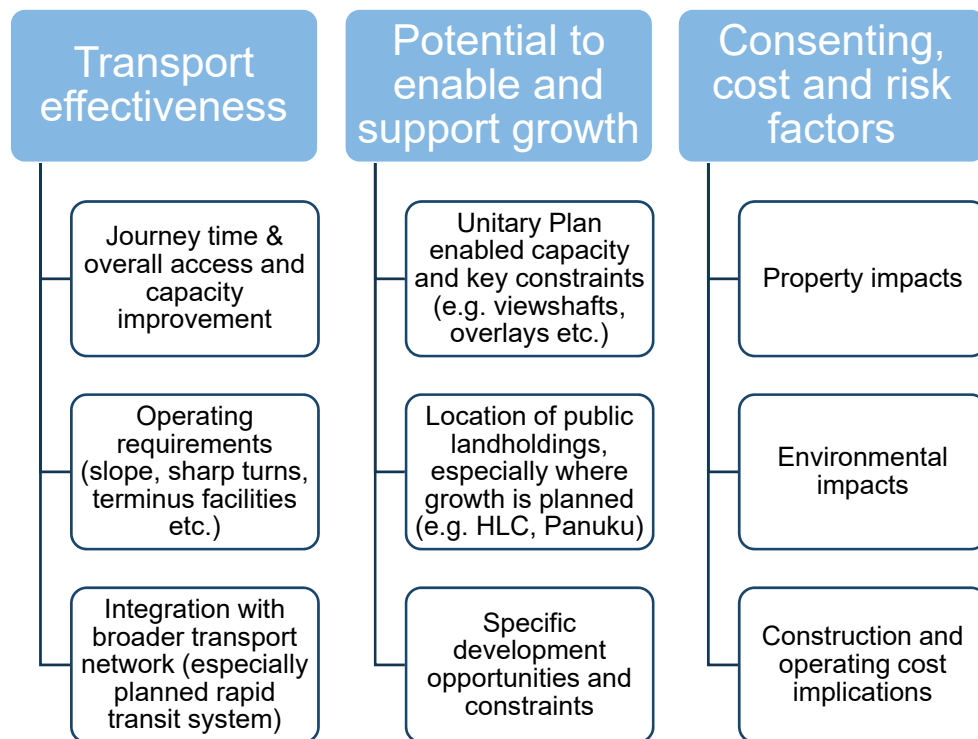 Transport
effectiveness
Journey time &
overall access and
capacity
improvement
Operating
requirements
(slope, sharp turns,
terminus facilities
etc.)
Integration with
broader transport
network (especially
planned rapid
transit system)
Potential to
enable and
support growth
Unitary Plan
enabled capacity
and key constraints
(e.g. viewshafts,
overlays etc.)
Location of public
landholdings,
especially where
growth is planned
(e.g. HLC, Panuku)
Specific
development
opportunities and
constraints
Consenting,
cost and risk
factors
Property impacts
Environmental
impacts
Construction and
operating cost
implications